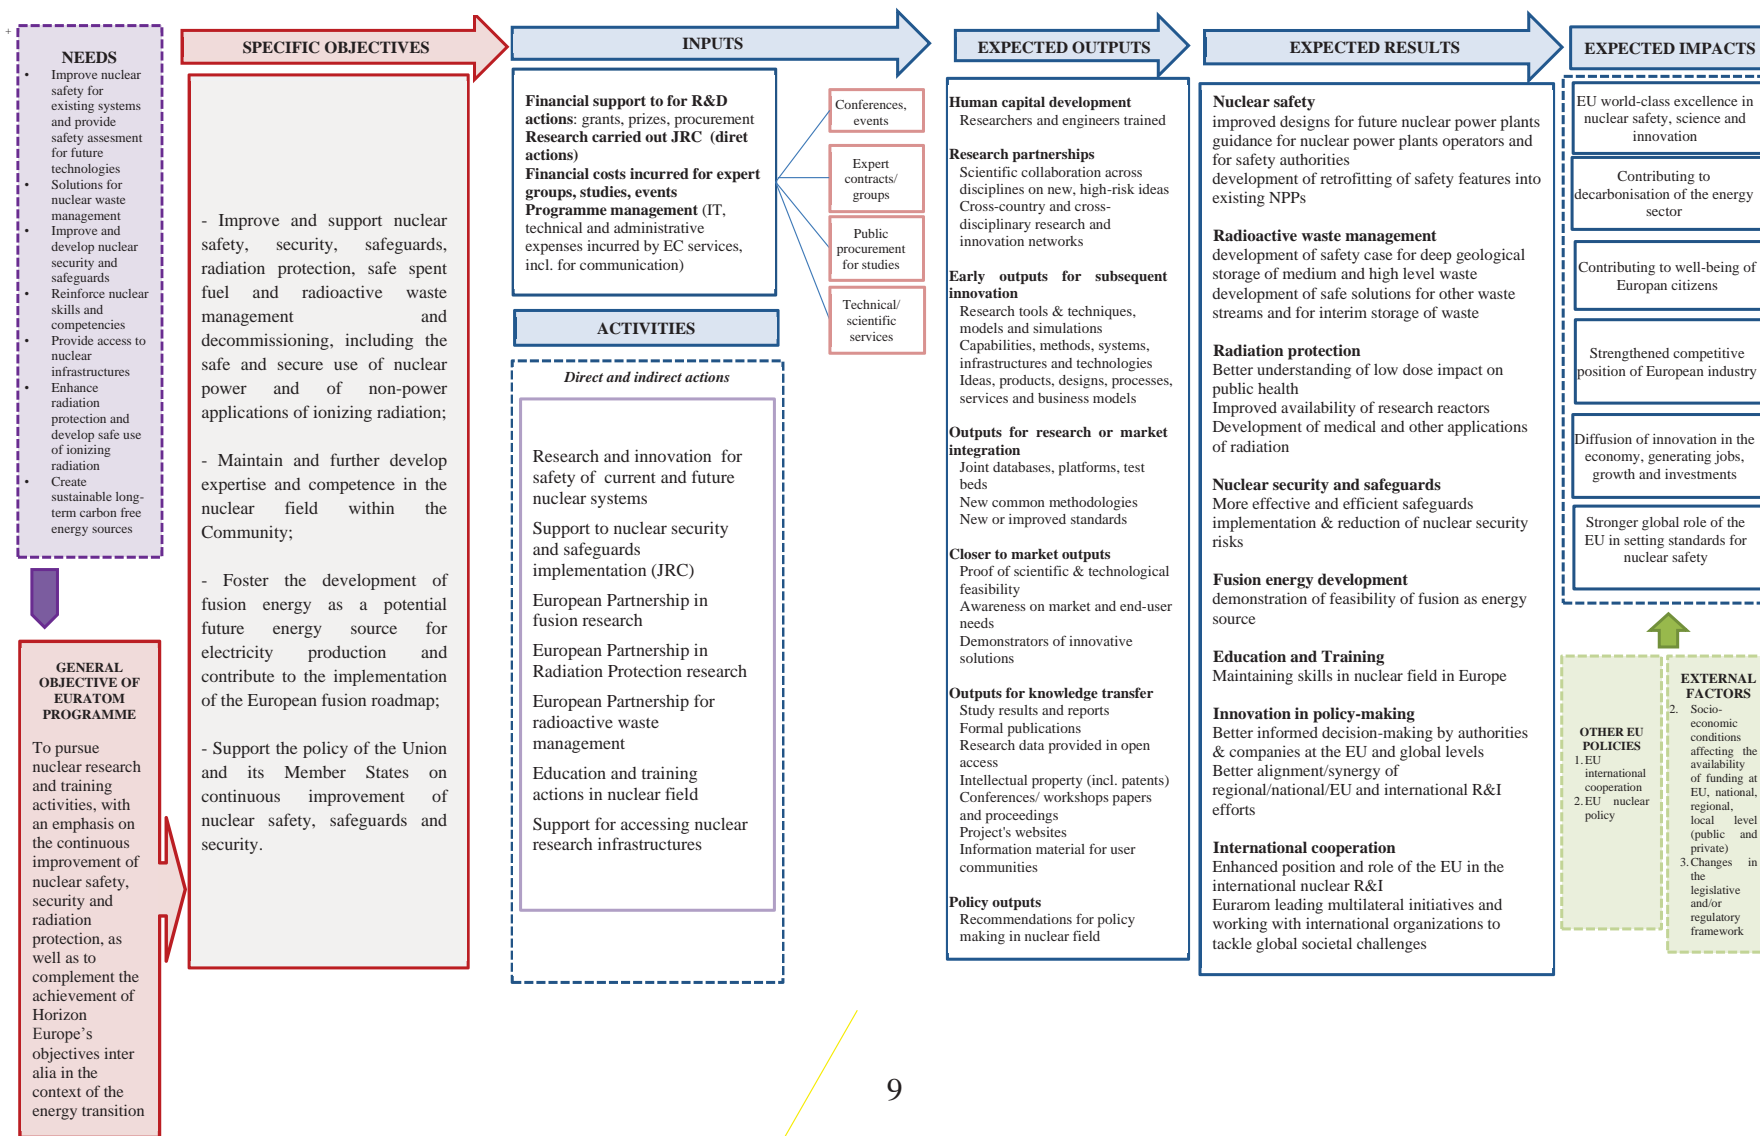 +
NEEDS
• Improve nuclear
safety for
existing systems
and provide
safety assesment
for future
technologies
• Solutions for
nuclear waste
management
• Improve and
develop nuclear
security and
safeguards
• Reinforce nuclear
skills and
competencies
• Provide access to
nuclear
infrastructures
• Enhance
radiation
protection and
develop safe use
of ionizing
radiation
• Create
sustainable long-
term carbon free
energy sources
GENERAL
OBJECTIVE OF
EURATOM
PROGRAMME
To pursue
nuclear research
and training
activities, with
an emphasis on
the continuous
improvement of
nuclear safety,
security and
radiation
protection, as
well as to
complement the
achievement of
Horizon
Europe’s
objectives inter
alia in the
context of the
energy transition
SPECIFIC OBJECTIVES
- Improve and support nuclear
safety, security, safeguards,
radiation protection, safe spent
fuel and radioactive waste
management and
decommissioning, including the
safe and secure use of nuclear
power and of non-power
applications of ionizing radiation;
- Maintain and further develop
expertise and competence in the
nuclear field within the
Community;
- Foster the development of
fusion energy as a potential
future energy source for
electricity production and
contribute to the implementation
of the European fusion roadmap;
- Support the policy of the Union
and its Member States on
continuous improvement of
nuclear safety, safeguards and
security.
INPUTS
Financial support to for R&D
actions: grants, prizes, procurement
Research carried out JRC (diret
actions)
Financial costs incurred for expert
groups, studies, events
Programme management (IT,
technical and administrative
expenses incurred by EC services,
incl. for communication)
Conferences,
events
Expert
contracts/
groups
Public
procurement
for studies
Technical/
scientific
services
ACTIVITIES
Direct and indirect actions
Research and innovation for
safety of current and future
nuclear systems
Support to nuclear security
and safeguards
implementation (JRC)
European Partnership in
fusion research
European Partnership in
Radiation Protection research
European Partnership for
radioactive waste
management
Education and training
actions in nuclear field
Support for accessing nuclear
research infrastructures
EXPECTED OUTPUTS
Human capital development
Researchers and engineers trained
Research partnerships
Scientific collaboration across
disciplines on new, high-risk ideas
Cross-country and cross-
disciplinary research and
innovation networks
Early outputs for subsequent
innovation
Research tools & techniques,
models and simulations
Capabilities, methods, systems,
infrastructures and technologies
Ideas, products, designs, processes,
services and business models
Outputs for research or market
integration
Joint databases, platforms, test
beds
New common methodologies
New or improved standards
Closer to market outputs
Proof of scientific & technological
feasibility
Awareness on market and end-user
needs
Demonstrators of innovative
solutions
Outputs for knowledge transfer
Study results and reports
Formal publications
Research data provided in open
access
Intellectual property (incl. patents)
Conferences/ workshops papers
and proceedings
Project's websites
Information material for user
communities
Policy outputs
Recommendations for policy
making in nuclear field
EXPECTED RESULTS
Nuclear safety
improved designs for future nuclear power plants
guidance for nuclear power plants operators and
for safety authorities
development of retrofitting of safety features into
existing NPPs
Radioactive waste management
development of safety case for deep geological
storage of medium and high level waste
development of safe solutions for other waste
streams and for interim storage of waste
Radiation protection
Better understanding of low dose impact on
public health
Improved availability of research reactors
Development of medical and other applications
of radiation
Nuclear security and safeguards
More effective and efficient safeguards
implementation & reduction of nuclear security
risks
Fusion energy development
demonstration of feasibility of fusion as energy
source
Education and Training
Maintaining skills in nuclear field in Europe
Innovation in policy-making
Better informed decision-making by authorities
& companies at the EU and global levels
Better alignment/synergy of
regional/national/EU and international R&I
efforts
International cooperation
Enhanced position and role of the EU in the
international nuclear R&I
Eurarom leading multilateral initiatives and
working with international organizations to
tackle global societal challenges
EXPECTED IMPACTS
EU world-class excellence in
nuclear safety, science and
innovation
Contributing to
decarbonisation of the energy
sector
Contributing to well-being of
Europan citizens
Strengthened competitive
position of European industry
Diffusion of innovation in the
economy, generating jobs,
growth and investments
Stronger global role of the
EU in setting standards for
nuclear safety
OTHER EU
POLICIES
1. EU
international
cooperation
2. EU nuclear
policy
EXTERNAL
FACTORS
2. Socio-
economic
conditions
affecting the
availability
of funding at
EU, national,
regional,
local level
(public and
private)
3. Changes in
the
legislative
and/or
regulatory
framework
9